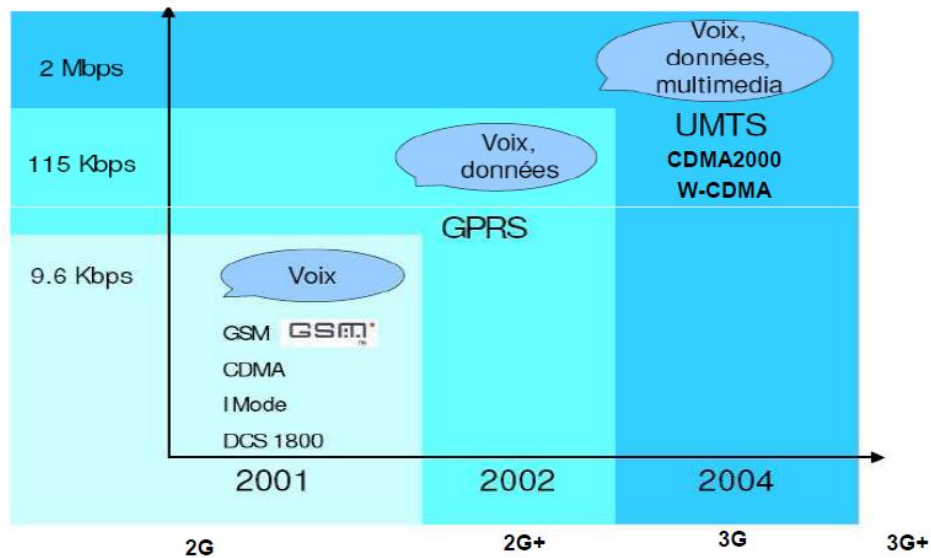 2 Mbps
Voix,
données,
multimedia
UMTS
CDMA2000
W-CDMA
115 Kbps
Voix,
données
GPRS
9.6 Kbps
Voix
GSM GSM
CDMA
I Mode
DCS 1800
2001
2002
2004
2G
2G+
3G
3G+